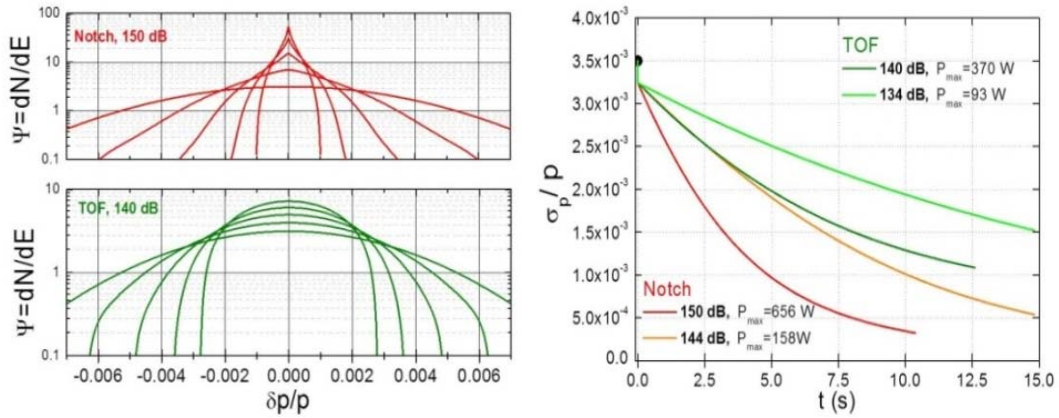 100
10
1
0.1
Ψ=dN/dE
Notch, 150 dB
10
1
0.1
Ψ=dN/dE
TOF, 140 dB
-0.006 -0.004 -0.002 0.000 0.002 0.004 0.006
δp/p
4.0x10⁻³
3.5x10⁻³
3.0x10⁻³
2.5x10⁻³
2.0x10⁻³
1.5x10⁻³
1.0x10⁻³
5.0x10⁻⁴
0.0
σp/ p
TOF
140 dB, Pmax=370 W
134 dB, Pmax=93 W
Notch
150 dB, Pmax=656 W
144 dB, Pmax=158W
0 2.5 5.0 7.5 10.0 12.5 15.0
t (s)